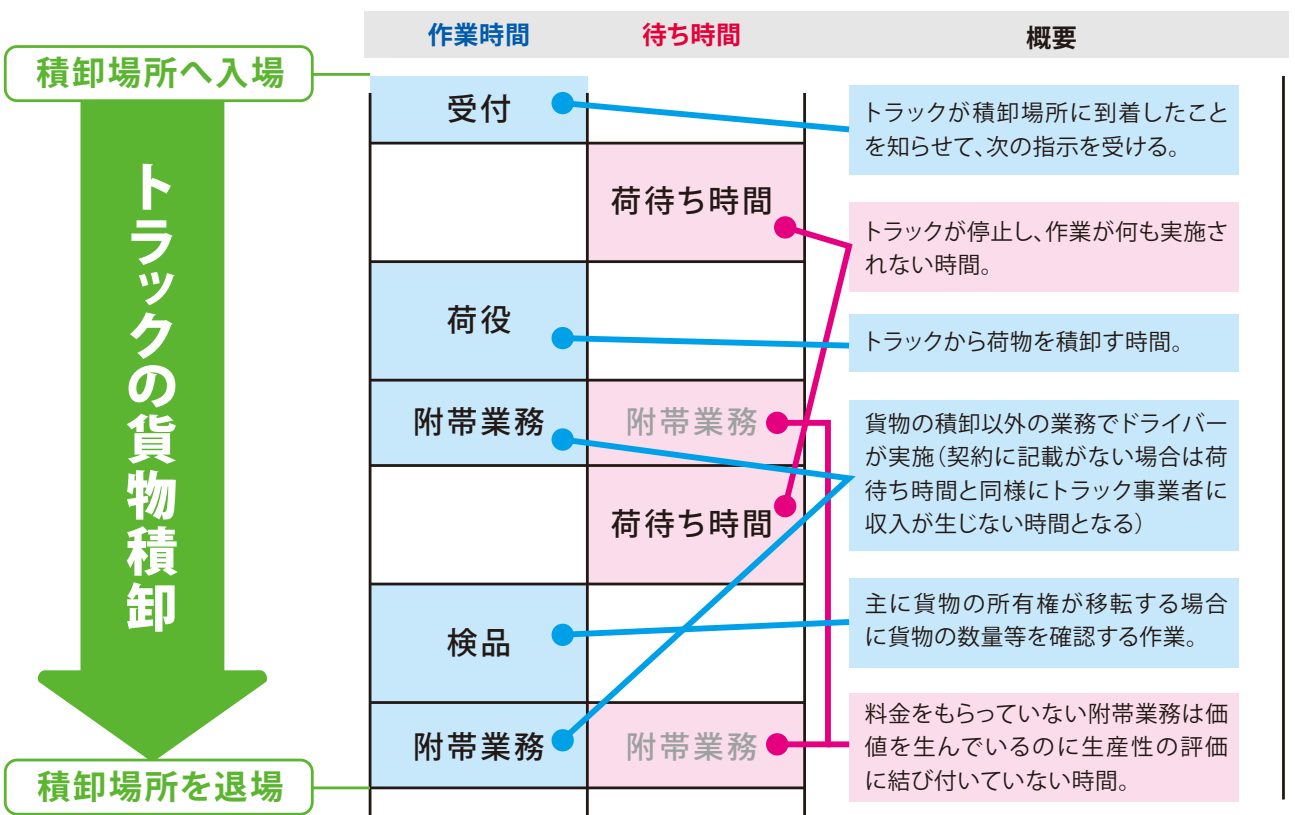 作業時間
待ち時間
概要
積卸場所へ入場
トラックの貨物積卸
積卸場所を退場
受付
荷待ち時間
荷役
附帯業務
附帯業務
荷待ち時間
検品
附帯業務
附帯業務
トラックが積卸場所に到着したこと
を知らせて、次の指示を受ける。
トラックが停止し、作業が何も実施さ
れない時間。
トラックから荷物を積卸す時間。
貨物の積卸以外の業務でドライバー
が実施（契約に記載がない場合は荷
待ち時間と同様にトラック事業者に
収入が生じない時間となる）
主に貨物の所有権が移転する場合
に貨物の数量等を確認する作業。
料金をもらっていない附帯業務は価
値を生んでいるのに生産性の評価
に結び付いていない時間。